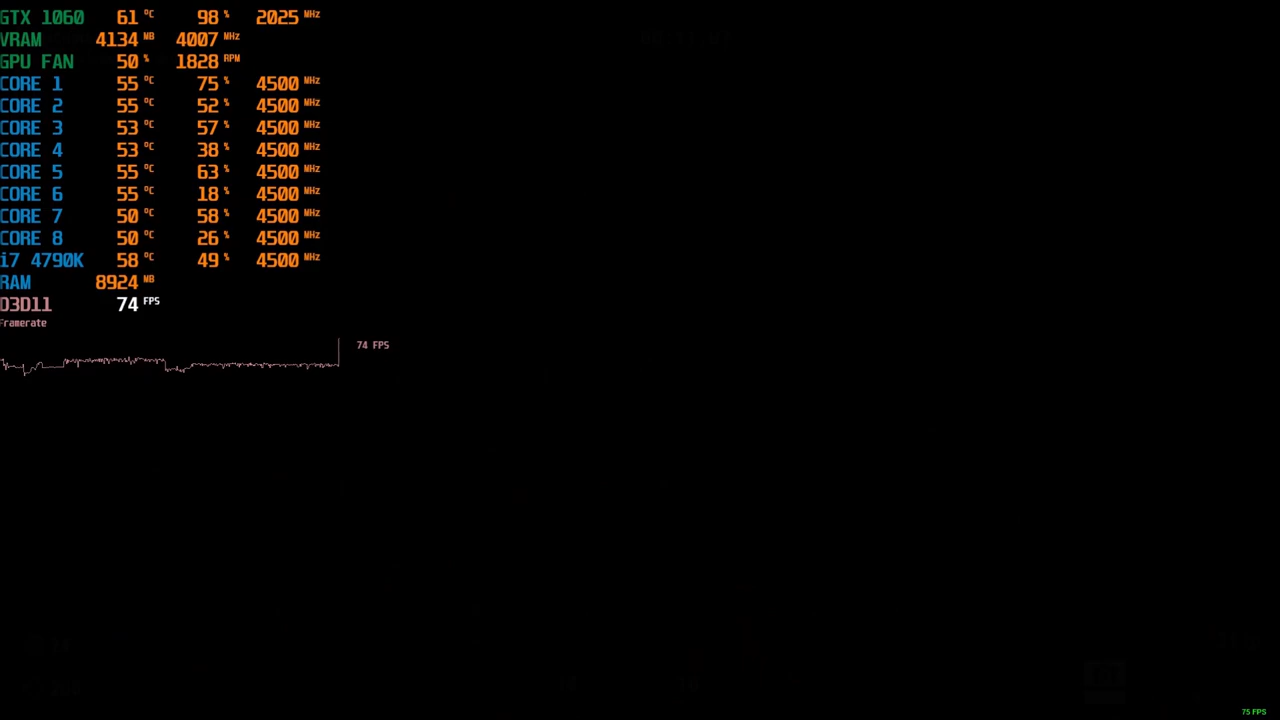 GTX 1060 61 °C 98 % 2025 MHz
VRAM 4134 MB 4007 MHz
GPU FAN 50 % 1828 RPM
CORE 1 55 °C 75 % 4500 MHz
CORE 2 55 °C 52 % 4500 MHz
CORE 3 53 °C 57 % 4500 MHz
CORE 4 53 °C 38 % 4500 MHz
CORE 5 55 °C 63 % 4500 MHz
CORE 6 55 °C 18 % 4500 MHz
CORE 7 50 °C 58 % 4500 MHz
CORE 8 50 °C 26 % 4500 MHz
i7 4790K 58 °C 49 % 4500 MHz
RAM 8924 MB
D3D11 74 FPS
Framerate
74 FPS
75 FPS